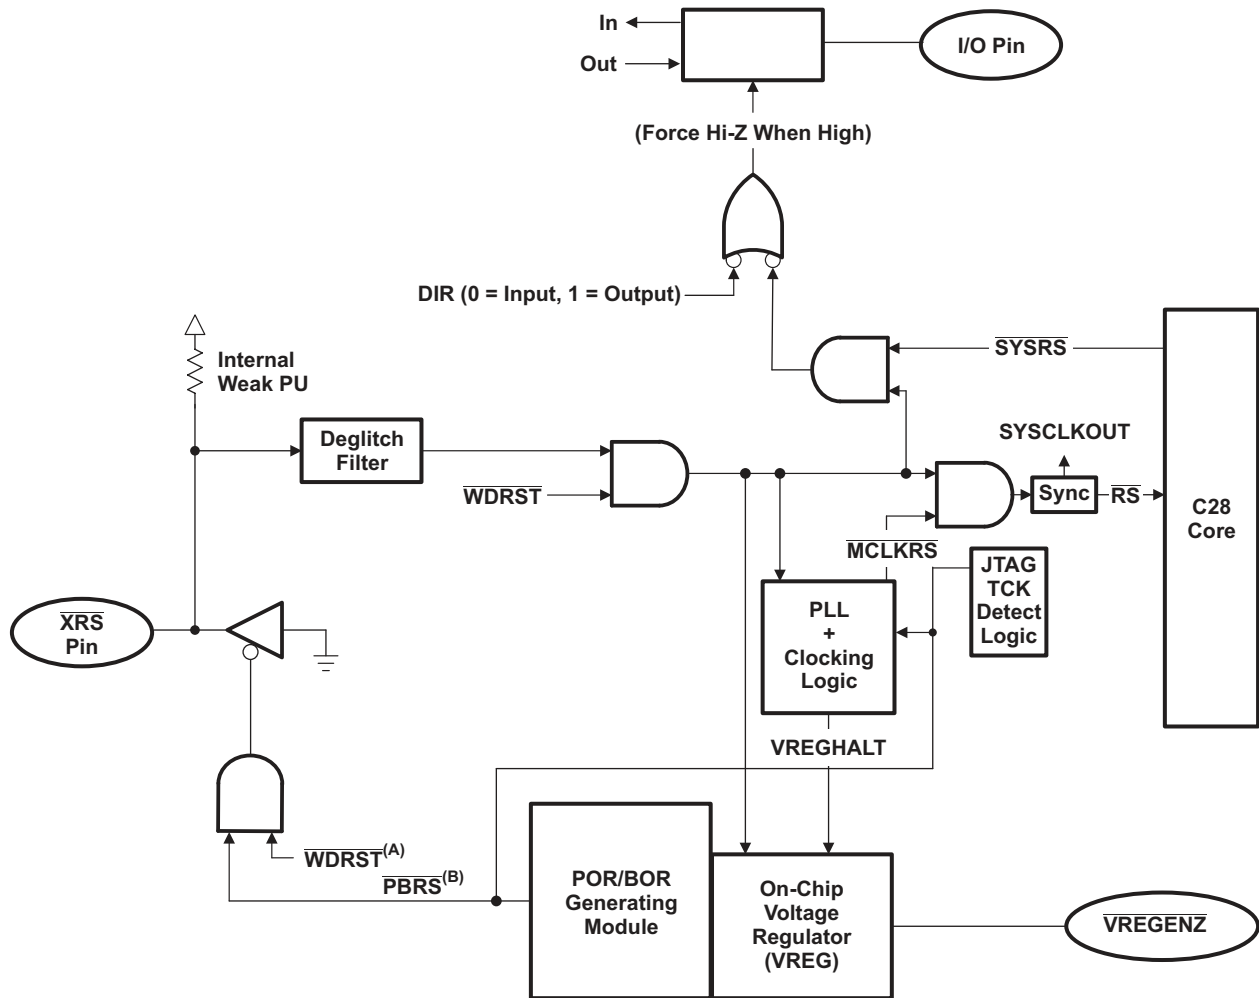 In
Out
I/O Pin
(Force Hi-Z When High)
DIR (0 = Input, 1 = Output)
Internal
Weak PU
SYSRS
Deglitch
Filter
SYSCLKOUT
WDRST
Sync
RS
C28
Core
MCLKRS
JTAG
TCK
Detect
Logic
XRS
Pin
PLL
+
Clocking
Logic
VREGHALT
WDRST(A)
PBRS(B)
POR/BOR
Generating
Module
On-Chip
Voltage
Regulator
(VREG)
VREGENZ